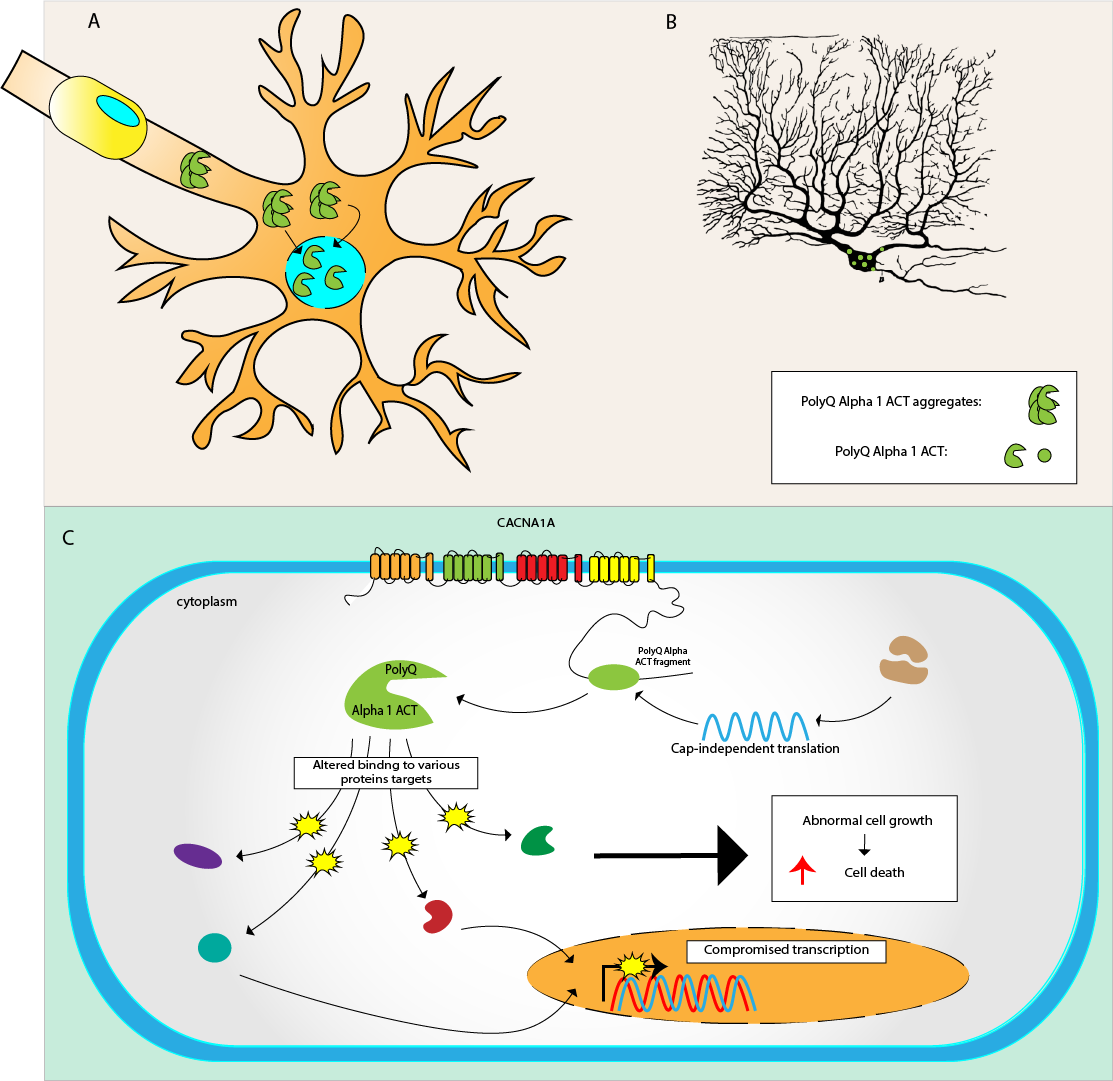 A
B
PolyQ Alpha 1 ACT aggregates:
PolyQ Alpha 1 ACT:
C
CACNA1A
cytoplasm
PolyQ Alpha
ACT fragment
PolyQ
Alpha 1 ACT
Cap-independent translation
Altered bindng to various
proteins targets
Abnormal cell growth
Cell death
Compromised transcription